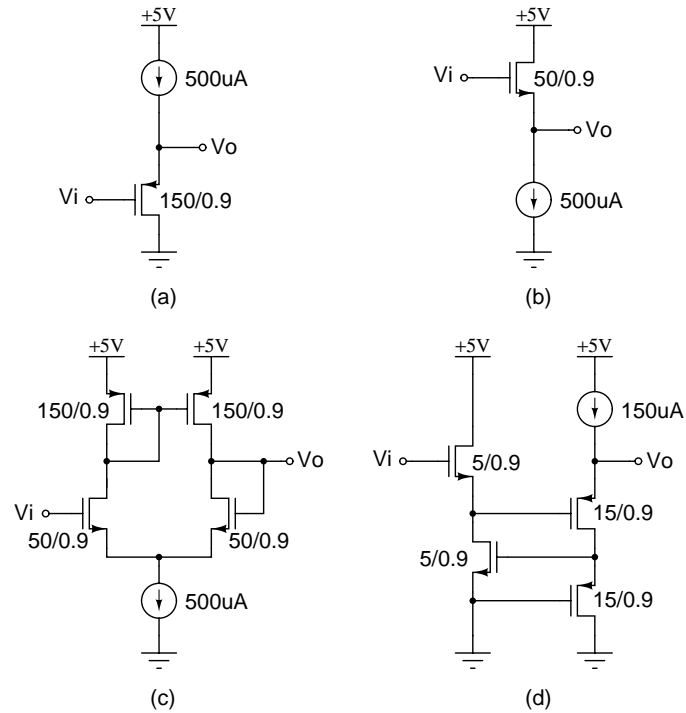 +5V
500uA
Vo
Vi
150/0.9
(a)
+5V
Vi
50/0.9
Vo
500uA
(b)
+5V
+5V
150/0.9
150/0.9
Vo
Vi
50/0.9
50/0.9
500uA
(c)
+5V
+5V
150uA
Vi
Vo
5/0.9
15/0.9
5/0.9
15/0.9
(d)